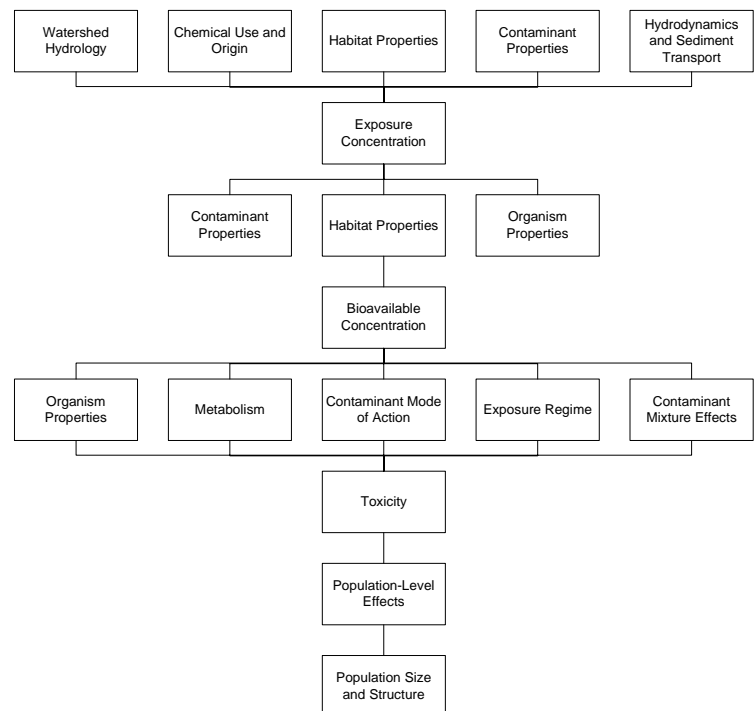 Watershed
Hydrology
Chemical Use and
Origin
Habitat Properties
Contaminant
Properties
Hydrodynamics
and Sediment
Transport
Exposure
Concentration
Contaminant
Properties
Habitat Properties
Organism
Properties
Bioavailable
Concentration
Organism
Properties
Metabolism
Contaminant Mode
of Action
Exposure Regime
Contaminant
Mixture Effects
Toxicity
Population-Level
Effects
Population Size
and Structure